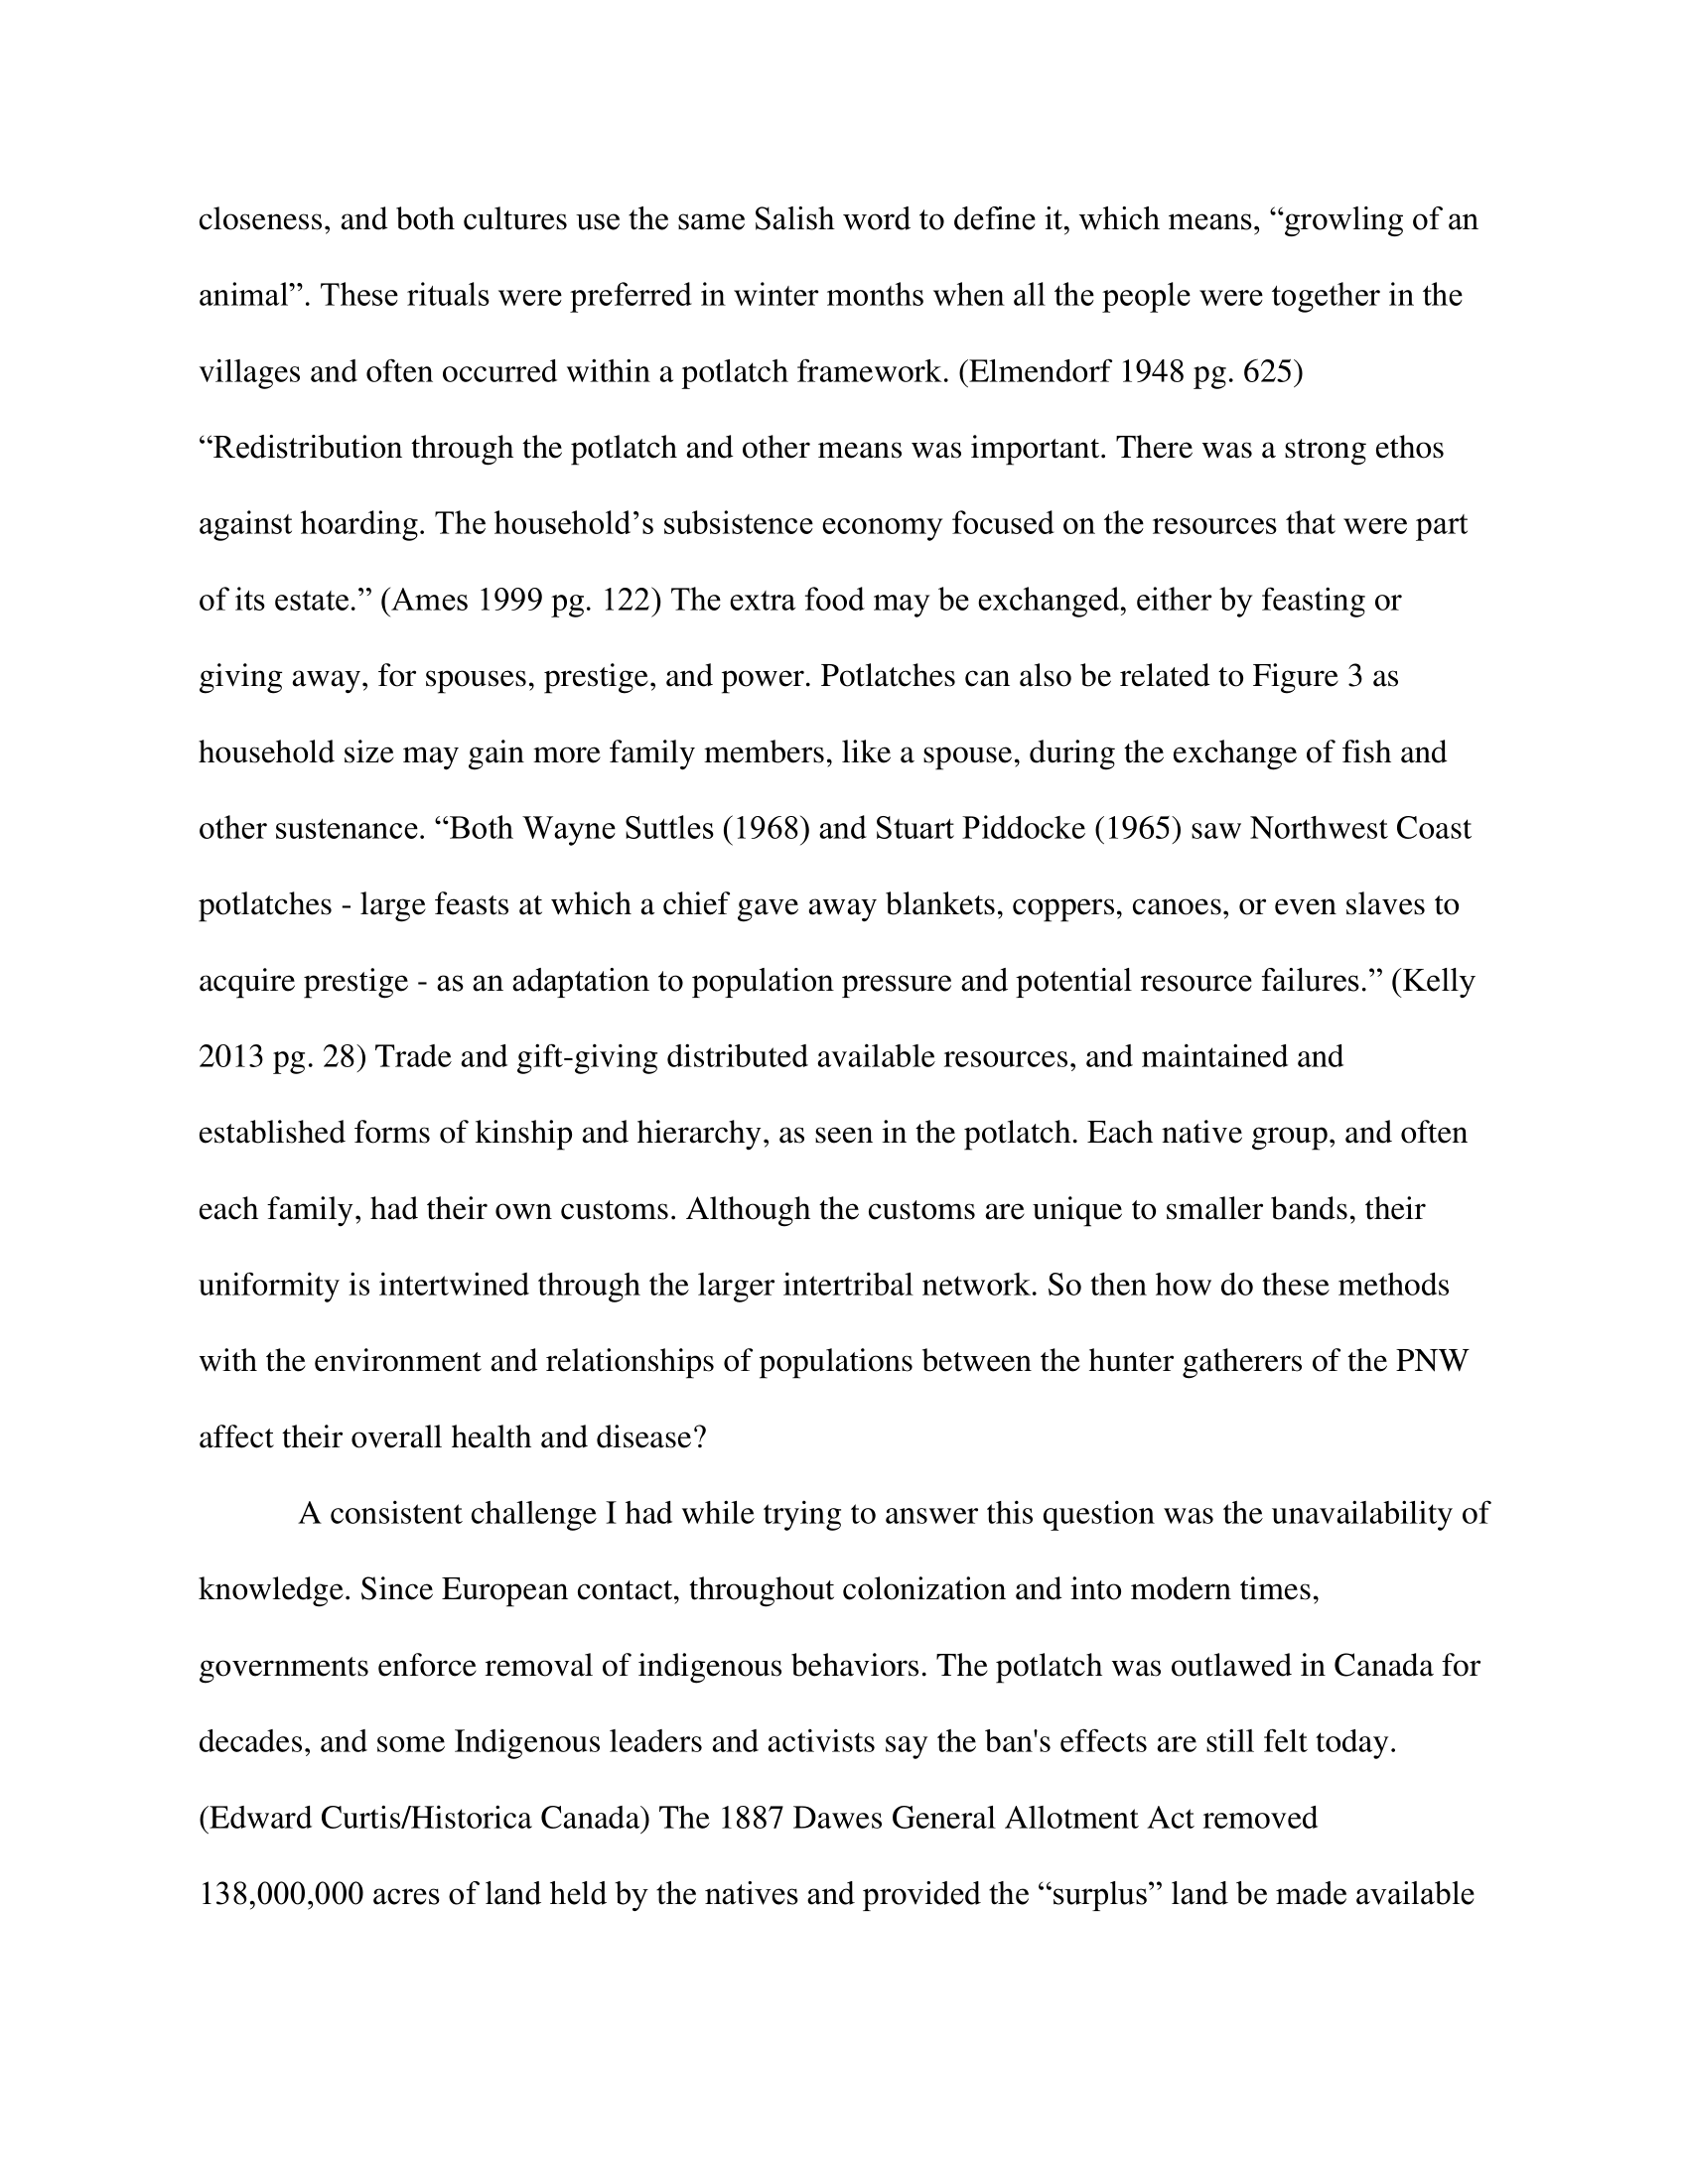 closeness, and both cultures use the same Salish word to define it, which means, “growling of an
animal”. These rituals were preferred in winter months when all the people were together in the
villages and often occurred within a potlatch framework. (Elmendorf 1948 pg. 625)
“Redistribution through the potlatch and other means was important. There was a strong ethos
against hoarding. The household’s subsistence economy focused on the resources that were part
of its estate.” (Ames 1999 pg. 122) The extra food may be exchanged, either by feasting or
giving away, for spouses, prestige, and power. Potlatches can also be related to Figure 3 as
household size may gain more family members, like a spouse, during the exchange of fish and
other sustenance. “Both Wayne Suttles (1968) and Stuart Piddocke (1965) saw Northwest Coast
potlatches - large feasts at which a chief gave away blankets, coppers, canoes, or even slaves to
acquire prestige - as an adaptation to population pressure and potential resource failures.” (Kelly
2013 pg. 28) Trade and gift-giving distributed available resources, and maintained and
established forms of kinship and hierarchy, as seen in the potlatch. Each native group, and often
each family, had their own customs. Although the customs are unique to smaller bands, their
uniformity is intertwined through the larger intertribal network. So then how do these methods
with the environment and relationships of populations between the hunter gatherers of the PNW
affect their overall health and disease?
A consistent challenge I had while trying to answer this question was the unavailability of
knowledge. Since European contact, throughout colonization and into modern times,
governments enforce removal of indigenous behaviors. The potlatch was outlawed in Canada for
decades, and some Indigenous leaders and activists say the ban's effects are still felt today.
(Edward Curtis/Historica Canada) The 1887 Dawes General Allotment Act removed
138,000,000 acres of land held by the natives and provided the “surplus” land be made available